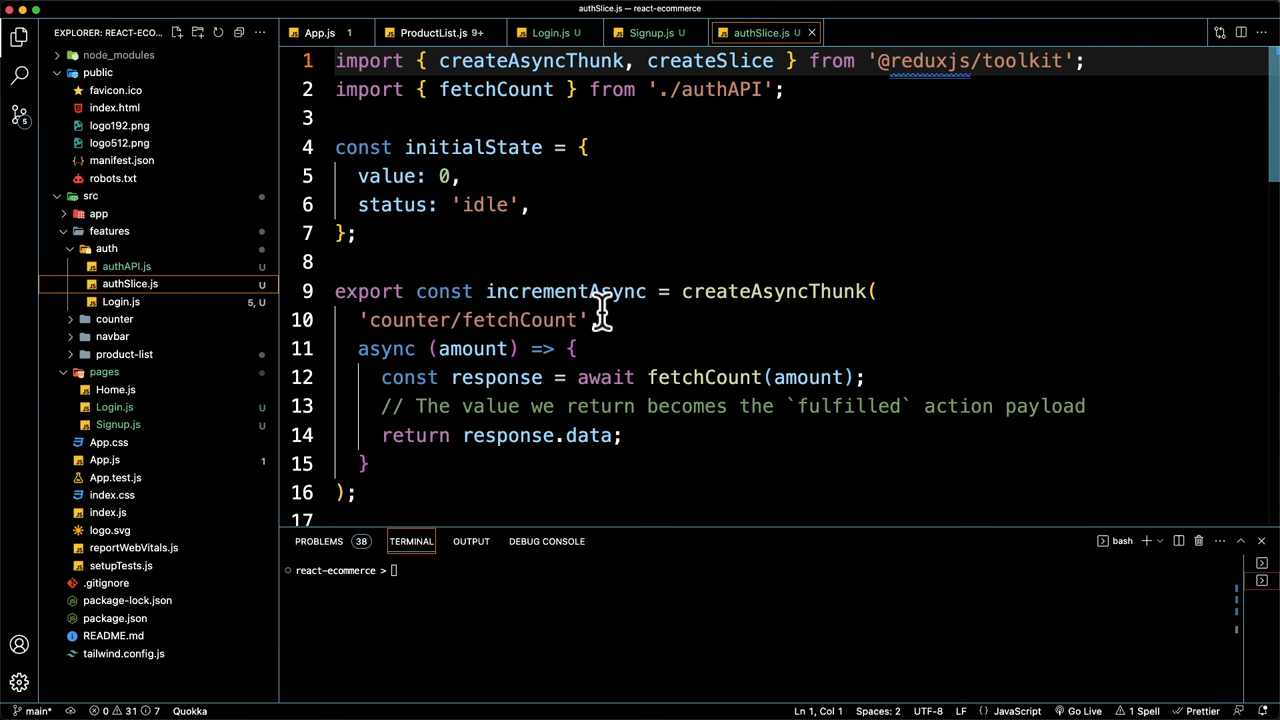 authSlice.js — react-ecommerce
EXPLORER: REACT-ECO...
App.js 1
ProductList.js 9+
Login.js U
Signup.js U
authSlice.js U
node_modules
public
favicon.ico
index.html
logo192.png
logo512.png
manifest.json
robots.txt
src
app
features
auth
authAPI.js U
authSlice.js U
Login.js 5, U
counter
navbar
product-list
pages
Home.js
Login.js U
Signup.js U
App.css
App.js 1
App.test.js
index.css
index.js
logo.svg
reportWebVitals.js
setupTests.js
.gitignore
package-lock.json
package.json
README.md
tailwind.config.js
5
1 import { createAsyncThunk, createSlice } from '@reduxjs/toolkit';
2 import { fetchCount } from './authAPI';
3
4 const initialState = {
5 value: 0,
6 status: 'idle',
7 };
8
9 export const incrementAsync = createAsyncThunk(
10 'counter/fetchCount',
11 async (amount) => {
12 const response = await fetchCount(amount);
13 // The value we return becomes the `fulfilled` action payload
14 return response.data;
15 }
16 );
17
PROBLEMS 38 TERMINAL OUTPUT DEBUG CONSOLE
bash
react-ecommerce >
main* 0 31 7 Quokka
Ln 1, Col 1 Spaces: 2 UTF-8 LF {} JavaScript Go Live 1 Spell Prettier